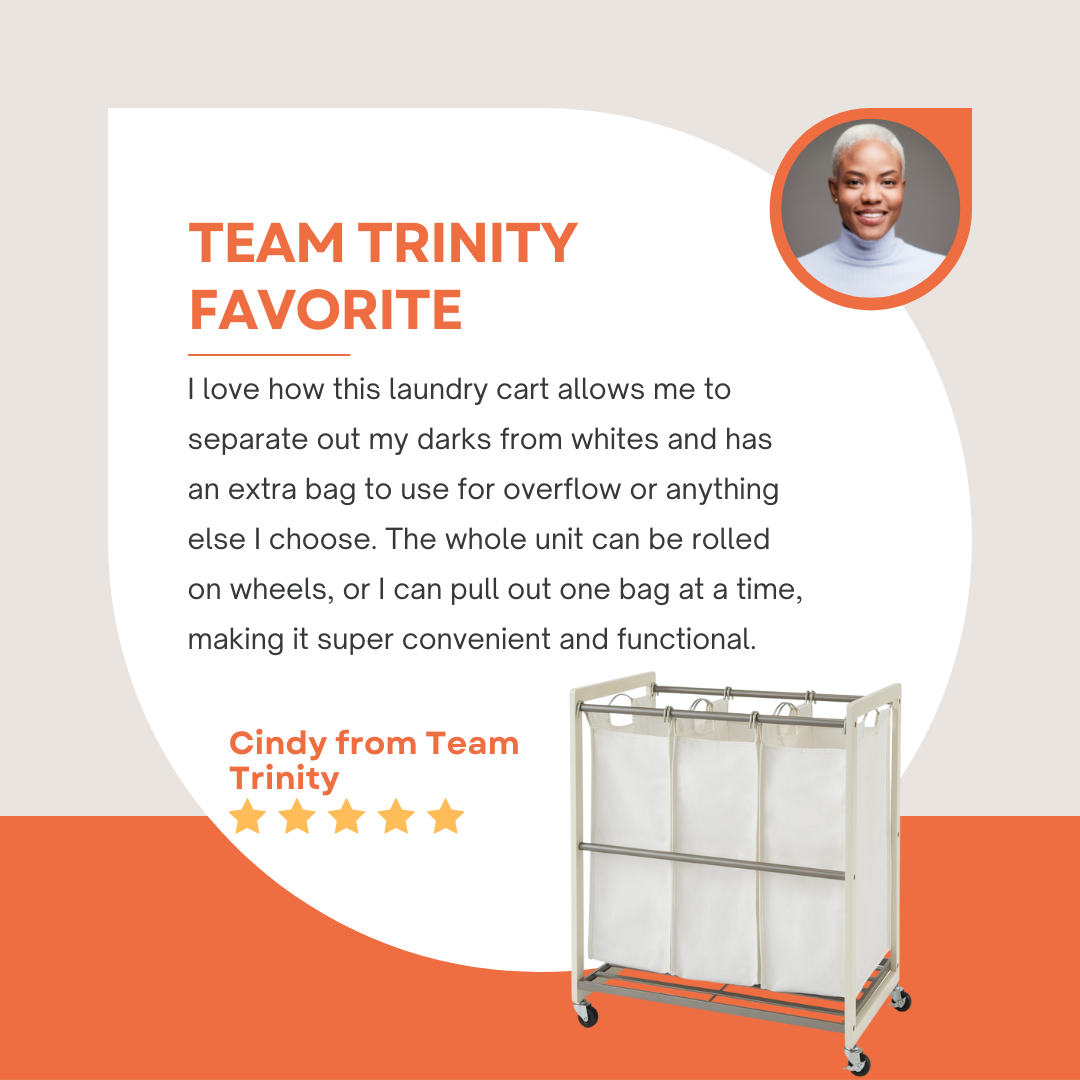 TEAM TRINITY
FAVORITE
I love how this laundry cart allows me to
separate out my darks from whites and has
an extra bag to use for overflow or anything
else I choose. The whole unit can be rolled
on wheels, or I can pull out one bag at a time,
making it super convenient and functional.
Cindy from Team
Trinity